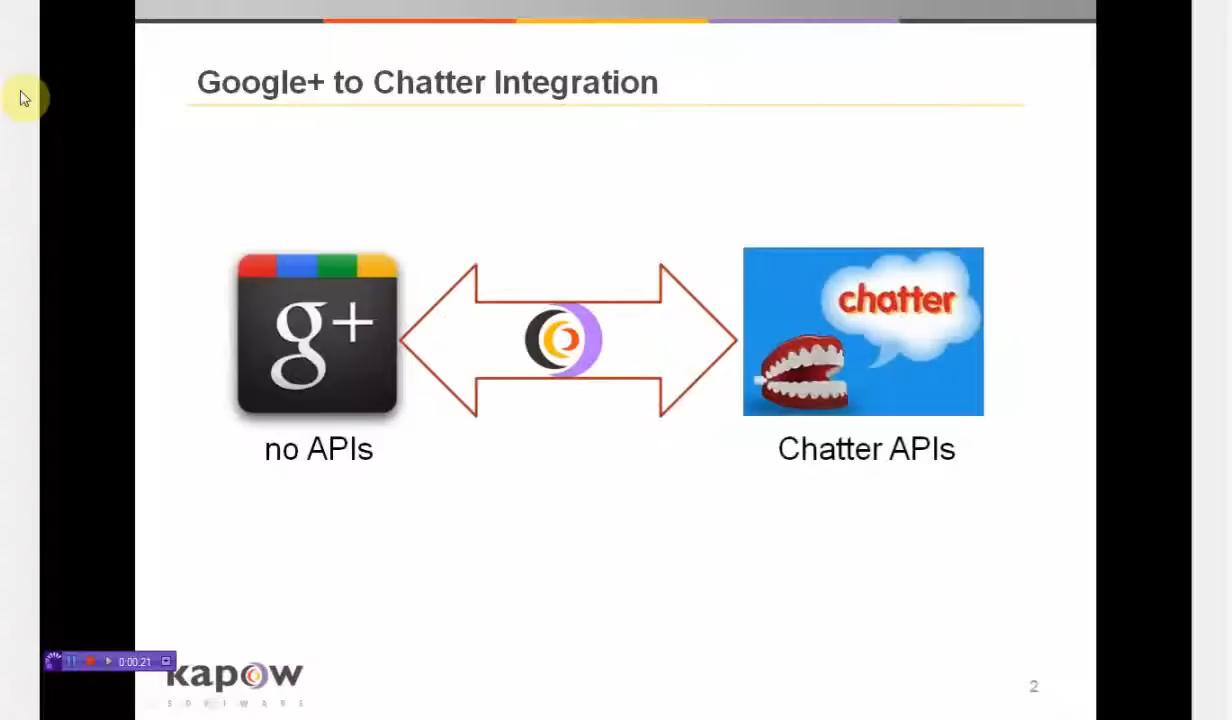 Google+ to Chatter Integration
g+
chatter
no APIs
Chatter APIs
0:00.21
kapow
SOFTWARE
2